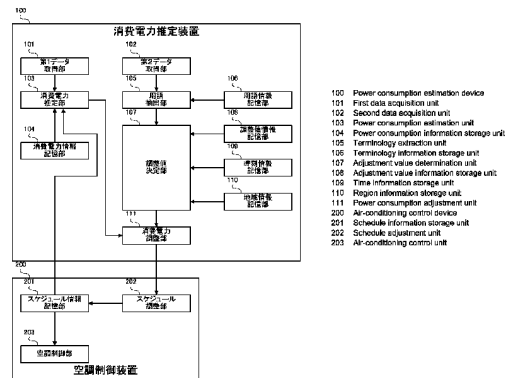 100
消費電力推定装置
101
第1データ
取得部
102
第2データ
取得部
103
消費電力
推定部
105
用語
抽出部
106
用語情報
記憶部
104
消費電力情報
記憶部
107
調整値
決定部
108
調整値情報
記憶部
109
時刻情報
記憶部
110
地域情報
記憶部
111
消費電力
調整部
200
201
スケジュール情報
記憶部
202
スケジュール
調整部
203
空調制御部
空調制御装置
100 Power consumption estimation device
101 First data acquisition unit
102 Second data acquisition unit
103 Power consumption estimation unit
104 Power consumption information storage unit
105 Terminology extraction unit
106 Terminology information storage unit
107 Adjustment value determination unit
108 Adjustment value information storage unit
109 Time information storage unit
110 Region information storage unit
111 Power consumption adjustment unit
200 Air-conditioning control device
201 Schedule information storage unit
202 Schedule adjustment unit
203 Air-conditioning control unit